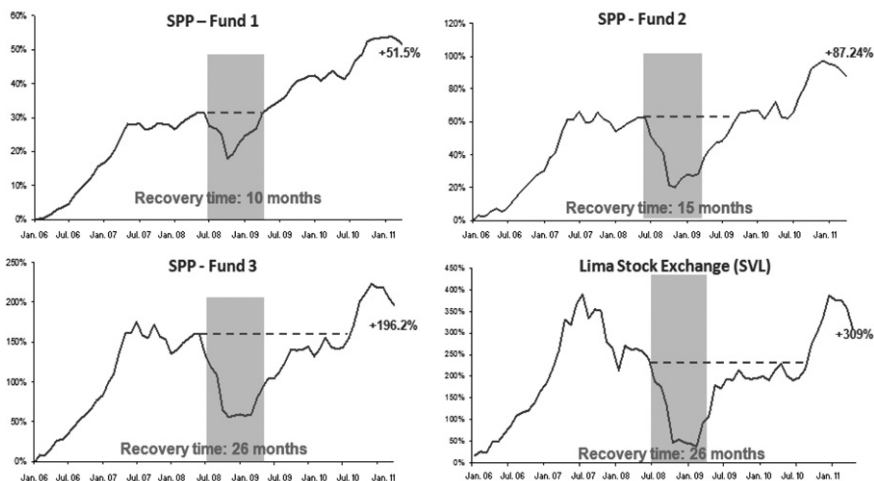 SPP – Fund 1
60%
50%
40%
30%
20%
10%
0%
+51.5%
Recovery time: 10 months
Jan. 06 Jul. 06 Jan. 07 Jul. 07 Jan. 08 Jul. 08 Jan. 09 Jul. 09 Jan. 10 Jul. 10 Jan. 11
SPP - Fund 2
120%
100%
80%
60%
40%
20%
0%
+87.24%
Recovery time: 15 months
Jan. 06 Jul. 06 Jan. 07 Jul. 07 Jan. 08 Jul. 08 Jan. 09 Jul. 09 Jan. 10 Jul. 10 Jan. 11
SPP - Fund 3
250%
200%
150%
100%
50%
0%
+196.2%
Recovery time: 26 months
Jan. 06 Jul. 06 Jan. 07 Jul. 07 Jan. 08 Jul. 08 Jan. 09 Jul. 09 Jan. 10 Jul. 10 Jan. 11
Lima Stock Exchange (SVL)
450%
400%
350%
300%
250%
200%
150%
100%
50%
0%
+309%
Recovery time: 26 months
Jan. 06 Jul. 06 Jan. 07 Jul. 07 Jan. 08 Jul. 08 Jan. 09 Jul. 09 Jan. 10 Jul. 10 Jan. 11